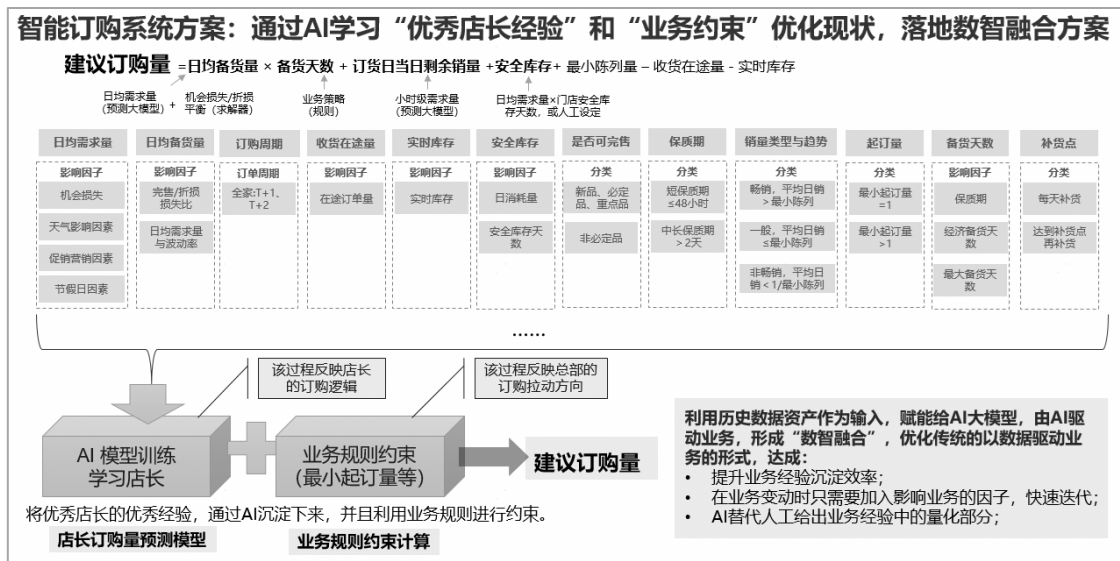 智能订购系统方案：通过AI学习“优秀店长经验”和“业务约束”优化现状，落地数智融合方案
建议订购量 =日均备货量 × 备货天数 + 订货日当日剩余销量 +安全库存+ 最小陈列量 – 收货在途量 - 实时库存
日均需求量
(预测大模型)
+
机会损失/折损
平衡 (求解器)
业务策略
(规则)
小时级需求量
(预测大模型)
日均需求量×门店安全库
存天数，或人工设定
日均需求量
影响因子
机会损失
天气影响因素
促销营销因素
节假日因素
日均备货量
影响因子
完售/折损
损失比
日均需求量
与波动率
订购周期
订单周期
全家:T+1、
T+2
收货在途量
影响因子
在途订单量
实时库存
影响因子
实时库存
安全库存
影响因子
日消耗量
安全库存天
数
是否可完售
分类
新品、必定
品、重点品
非必定品
保质期
分类
短保质期
≤48小时
中长保质期
> 2天
销量类型与趋势
分类
畅销，平均日销
> 最小陈列
一般，平均日销
≤最小陈列
非畅销，平均日
销 < 1/最小陈列
起订量
分类
最小起订量
=1
最小起订量
>1
备货天数
影响因子
保质期
经济备货天
数
最大备货天
数
补货点
分类
每天补货
达到补货点
再补货
……
该过程反映店长
的订购逻辑
该过程反映总部的
订购拉动方向
AI 模型训练
学习店长
业务规则约束
(最小起订量等)
建议订购量
将优秀店长的优秀经验，通过AI沉淀下来，并且利用业务规则进行约束。
店长订购量预测模型
业务规则约束计算
利用历史数据资产作为输入，赋能给AI大模型，由AI驱
动业务，形成“数智融合”，优化传统的以数据驱动业
务的形式，达成：
• 提升业务经验沉淀效率；
• 在业务变动时只需要加入影响业务的因子，快速迭代；
• AI替代人工给出业务经验中的量化部分；